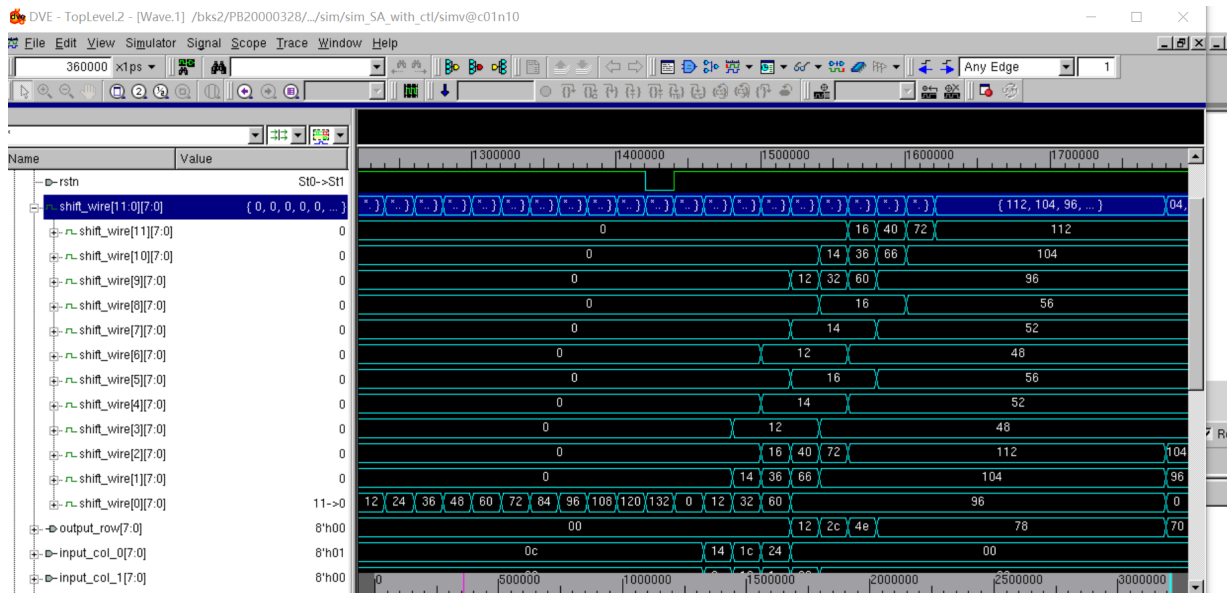 DVE - TopLevel.2 - [Wave.1] /bks2/PB20000328/.../sim/sim_SA_with_ctl/simv@c01n10
File Edit View Simulator Signal Scope Trace Window Help
360000 x1ps Any Edge 1
Name Value
1300000 1400000 1500000 1600000 1700000
rstn St0->St1
shift_wire[11:0][7:0] { 0, 0, 0, 0, 0, ... } { 112, 104, 96, ... } 04,
shift_wire[11][7:0] 0 0 16 40 72 112
shift_wire[10][7:0] 0 0 14 36 66 104
shift_wire[9][7:0] 0 0 12 32 60 96
shift_wire[8][7:0] 0 0 16 56
shift_wire[7][7:0] 0 0 14 52
shift_wire[6][7:0] 0 0 12 48
shift_wire[5][7:0] 0 0 16 56
shift_wire[4][7:0] 0 0 14 52
shift_wire[3][7:0] 0 0 12 48
shift_wire[2][7:0] 0 0 16 40 72 112 104
shift_wire[1][7:0] 0 0 14 36 66 104 96
shift_wire[0][7:0] 11->0 12 24 36 48 60 72 84 96 108 120 132 0 12 32 60 96 0
output_row[7:0] 8'h00 00 12 2c 4e 78 70
input_col_0[7:0] 8'h01 0c 14 1c 24 00
input_col_1[7:0] 8'h00
0 500000 1000000 1500000 2000000 2500000 3000000